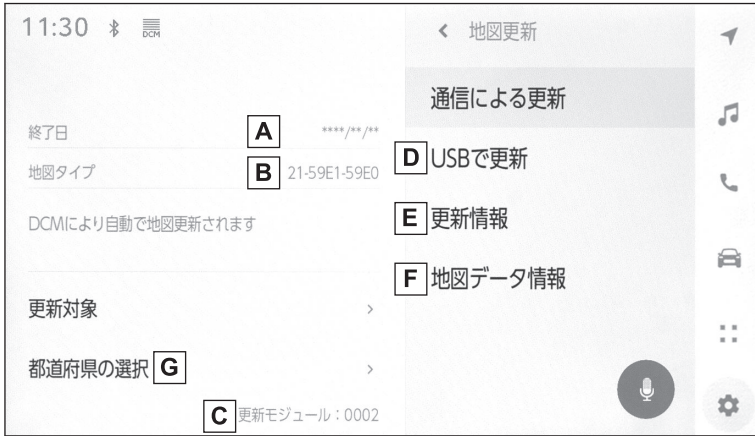 11:30 DCM
終了日 A ****/**/**
地図タイプ B 21-59E1-59E0
DCMにより自動で地図更新されます
更新対象 >
都道府県の選択 G >
C 更新モジュール：0002
< 地図更新
通信による更新
D USBで更新
E 更新情報
F 地図データ情報